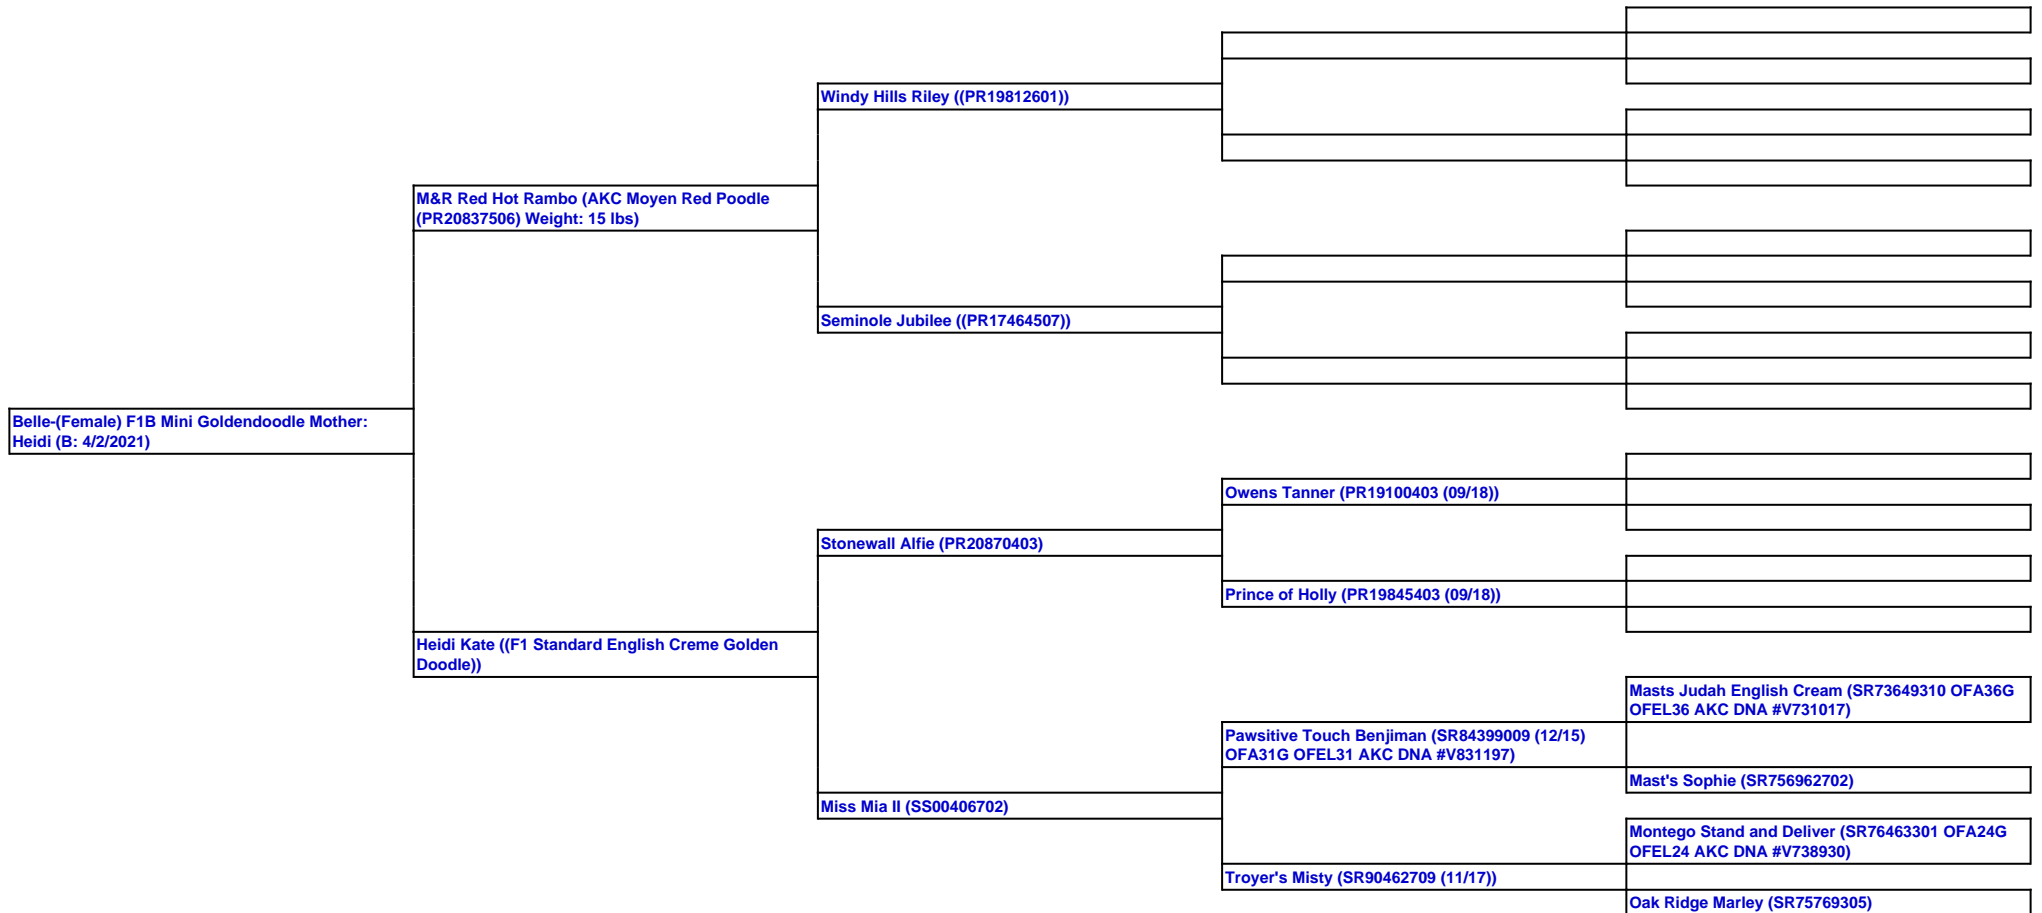 Windy Hills Riley ((PR19812601))
M&R Red Hot Rambo (AKC Moyen Red Poodle
(PR20837506) Weight: 15 lbs)
Seminole Jubilee ((PR17464507))
Belle-(Female) F1B Mini Goldendoodle Mother:
Heidi (B: 4/2/2021)
Owens Tanner (PR19100403 (09/18))
Stonewall Alfie (PR20870403)
Prince of Holly (PR19845403 (09/18))
Heidi Kate ((F1 Standard English Creme Golden
Doodle))
Masts Judah English Cream (SR73649310 OFA36G
OFEL36 AKC DNA #V731017)
Pawsitive Touch Benjiman (SR84399009 (12/15)
OFA31G OFEL31 AKC DNA #V831197)
Mast's Sophie (SR756962702)
Miss Mia II (SS00406702)
Montego Stand and Deliver (SR76463301 OFA24G
OFEL24 AKC DNA #V738930)
Troyer's Misty (SR90462709 (11/17))
Oak Ridge Marley (SR75769305)